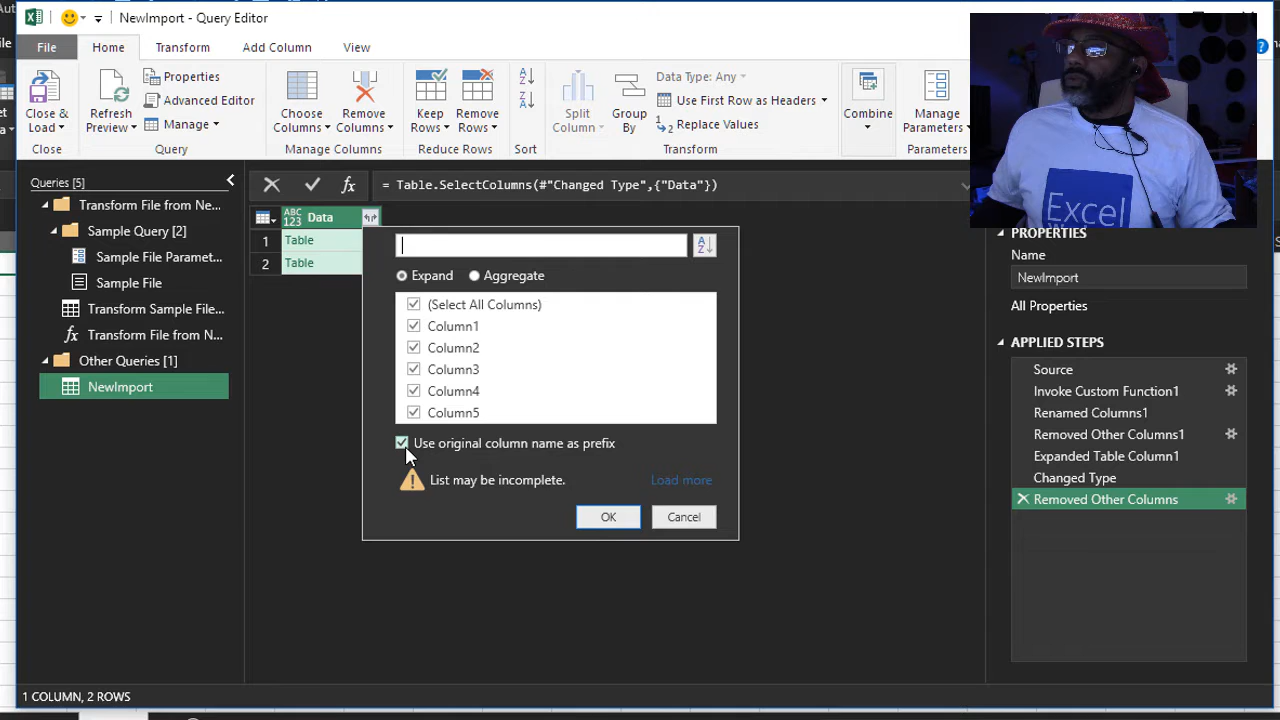 NewImport - Query Editor
File
Home
Transform
Add Column
View
Close &
Load
Close
Refresh
Preview
Properties
Advanced Editor
Manage
Query
Choose
Columns
Remove
Columns
Manage Columns
Keep
Rows
Remove
Rows
Reduce Rows
Sort
Split
Column
Group
By
Data Type: Any
Use First Row as Headers
Replace Values
Transform
Combine
Manage
Parameters
Parameters
Queries [5]
Transform File from Ne...
Sample Query [2]
Sample File Paramet...
Sample File
Transform Sample File...
Transform File from N...
Other Queries [1]
NewImport
= Table.SelectColumns(#"Changed Type",{"Data"})
ABC
123
Data
1
Table
2
Table
Expand
Aggregate
(Select All Columns)
Column1
Column2
Column3
Column4
Column5
Use original column name as prefix
List may be incomplete.
Load more
OK
Cancel
Excel
PROPERTIES
Name
NewImport
All Properties
APPLIED STEPS
Source
Invoke Custom Function1
Renamed Columns1
Removed Other Columns1
Expanded Table Column1
Changed Type
Removed Other Columns
1 COLUMN, 2 ROWS